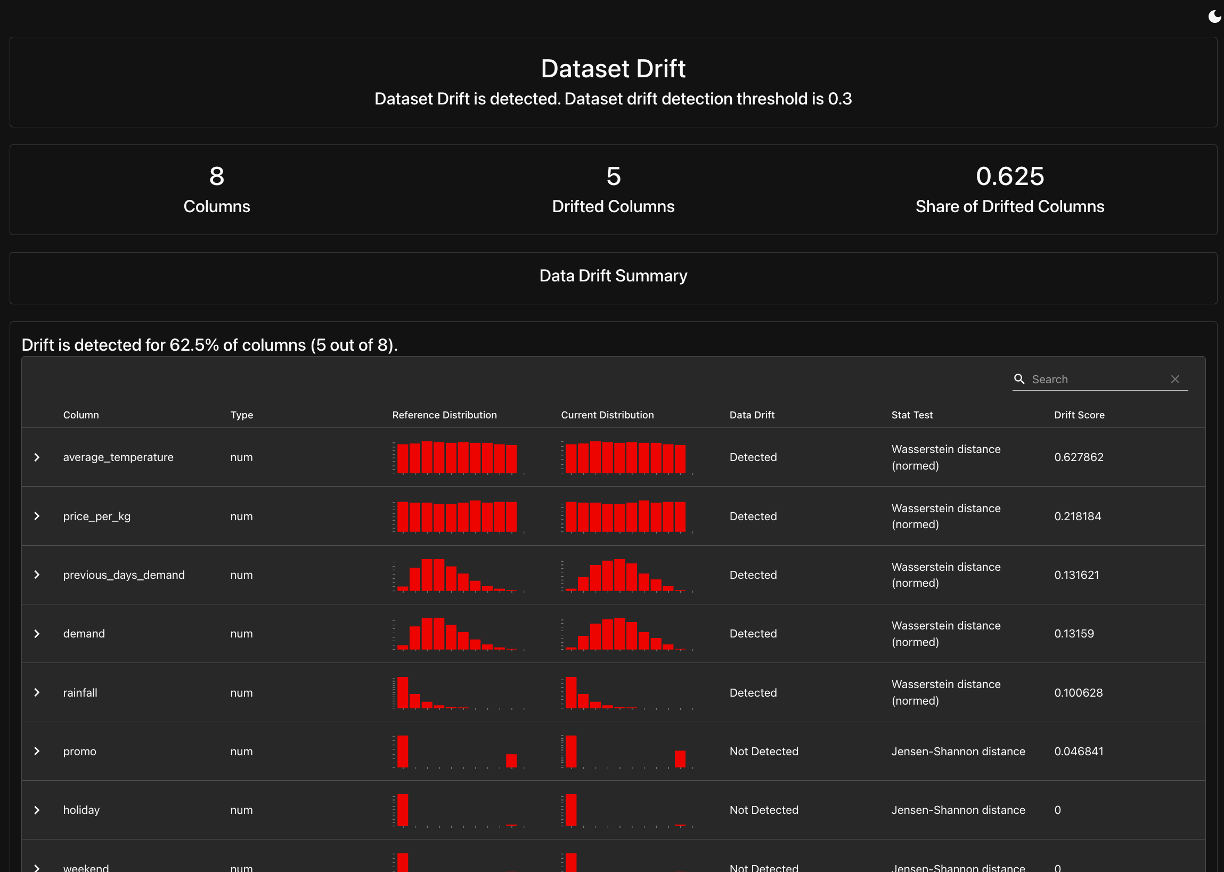 Dataset Drift
Dataset Drift is detected. Dataset drift detection threshold is 0.3
8
Columns
5
Drifted Columns
0.625
Share of Drifted Columns
Data Drift Summary
Drift is detected for 62.5% of columns (5 out of 8).
Search
Column Type Reference Distribution Current Distribution Data Drift Stat Test Drift Score
average_temperature num Detected Wasserstein distance
(normed) 0.627862
price_per_kg num Detected Wasserstein distance
(normed) 0.218184
previous_days_demand num Detected Wasserstein distance
(normed) 0.131621
demand num Detected Wasserstein distance
(normed) 0.13159
rainfall num Detected Wasserstein distance
(normed) 0.100628
promo num Not Detected Jensen-Shannon distance 0.046841
holiday num Not Detected Jensen-Shannon distance 0
weekend num Not Detected Jensen-Shannon distance 0